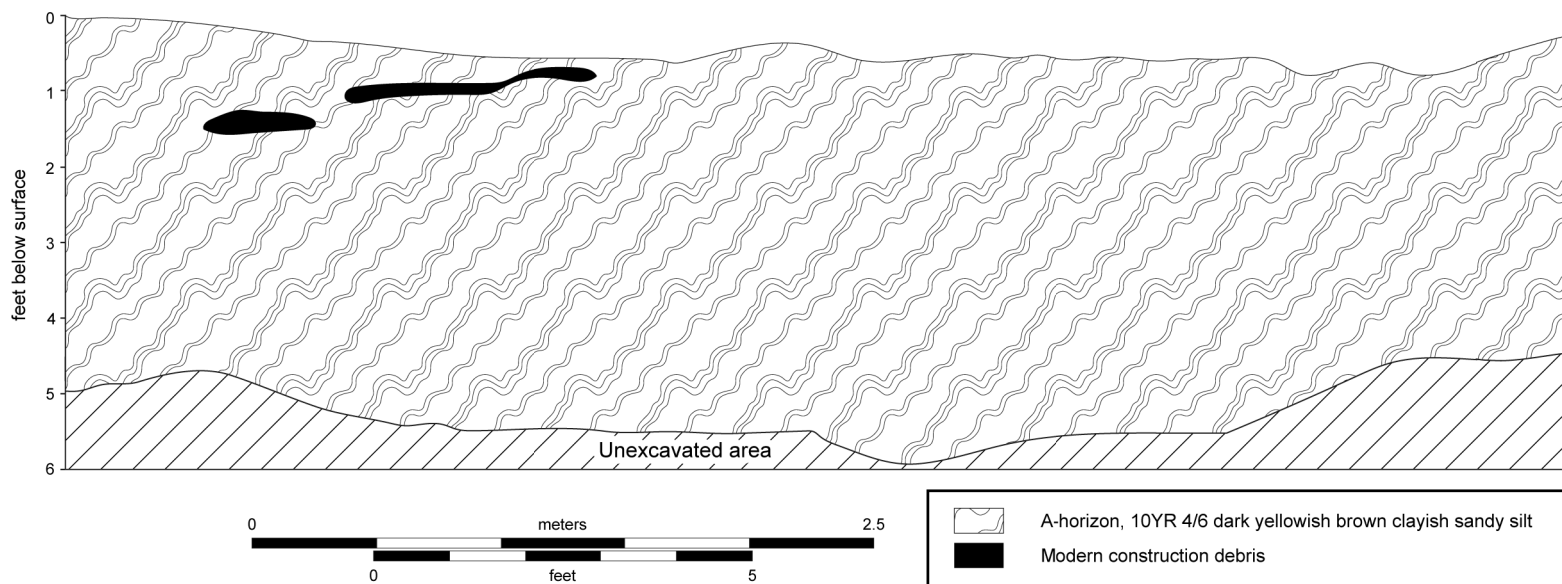 0
1
2
3
4
5
6
feet below surface
Unexcavated area
0 meters 2.5
0 feet 5
A-horizon, 10YR 4/6 dark yellowish brown clayish sandy silt
Modern construction debris